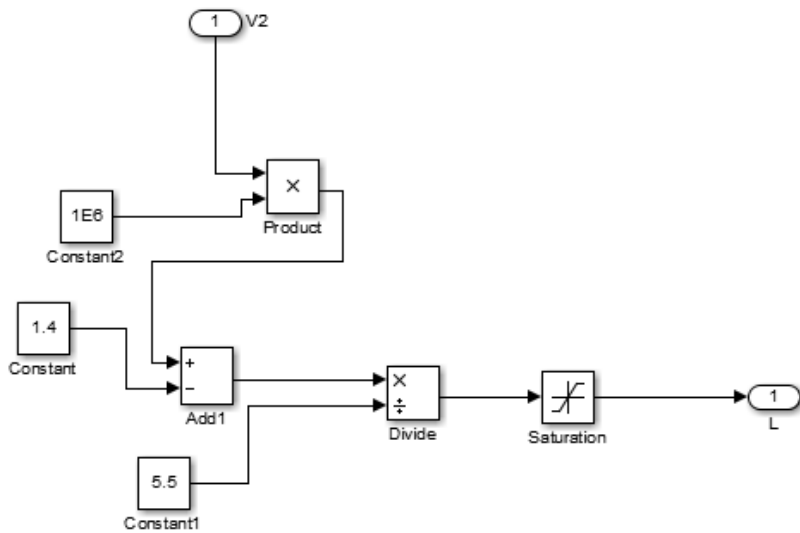 1
V2
×
1E6
Product
Constant2
1.4
Constant
+
−
Add1
×
÷
Divide
Saturation
1
L
5.5
Constant1